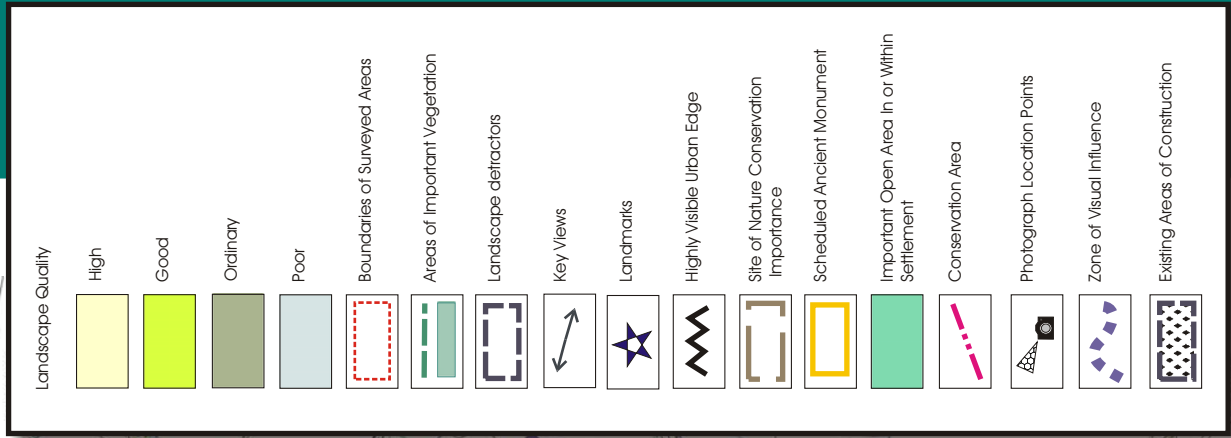 Landscape Quality
High
Good
Ordinary
Poor
Boundaries of Surveyed Areas
Areas of Important Vegetation
Landscape detractors
Key Views
Landmarks
Highly Visible Urban Edge
Site of Nature Conservation
Importance
Scheduled Ancient Monument
Important Open Area In or Within
Settlement
Conservation Area
Photograph Location Points
Zone of Visual Influence
Existing Areas of Construction